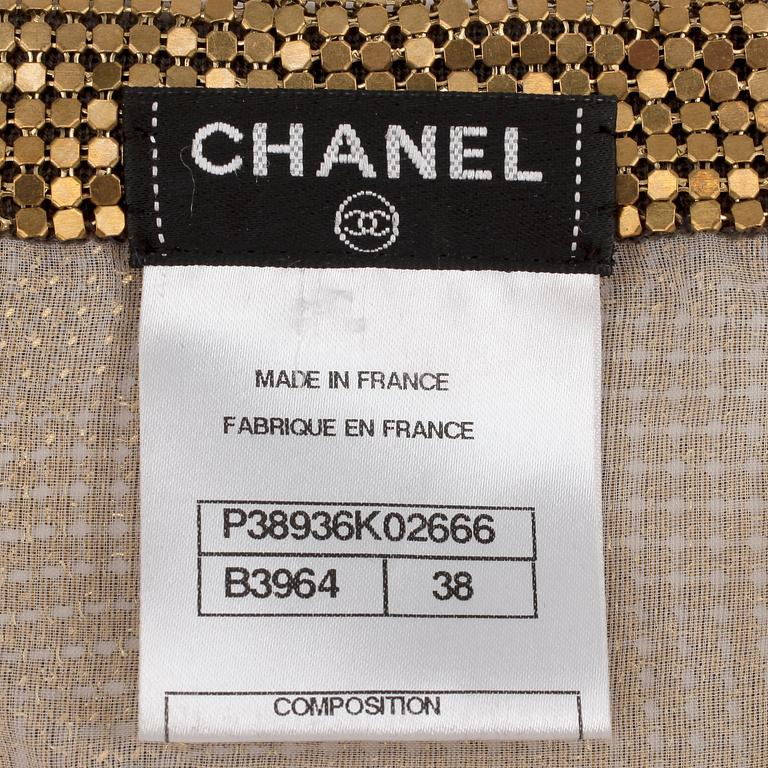 CHANEL
MADE IN FRANCE
FABRIQUE EN FRANCE
P38936K02666
B3964 38
COMPOSITION